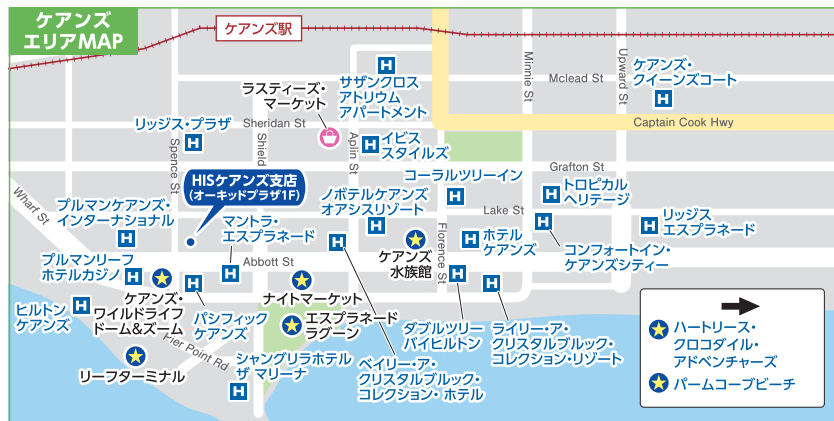 ケアンズ
エリアMAP
ケアンズ駅
ラスティーズ・
マーケット
サザンクロス
アトリウム
アパートメント
Minnie St
Mcleod St
Upward St
ケアンズ・
クイーンズコート
リッジス・プラザ
Sheridan St
Captain Cook Hwy
Spence St
Shield
Aplin St
イビス
スタイルズ
Grafton St
HISケアンズ支店
(オーキッドプラザ1F)
コーラルツリーイン
トロピカル
ヘリテージ
Wharf St
プルマンケアンズ・
インターナショナル
マントラ・
エスプラネード
ノボテルケアンズ
オアシスリゾート
Lake St
リッジス
エスプラネード
ケアンズ
水族館
Florence St
ホテル
ケアンズ
コンフォートイン・
ケアンズシティー
プルマンリーフ
ホテルカジノ
Abbott St
ヒルトン
ケアンズ
ケアンズ・
ワイルドライフ
ドーム&ズーム
パシフィック
ケアンズ
ナイトマーケット
エスプラネード
ラグーン
ダブルツリー
バイヒルトン
ライリー・ア・
クリスタルブルック・
コレクション・リゾート
Pier Point Rd
リーフターミナル
シャングリラホテル
ザ マリーナ
ベイリー・ア・
クリスタルブルック・
コレクション・ホテル
ハートリース・
クロコダイル・
アドベンチャーズ
パームコーブビーチ